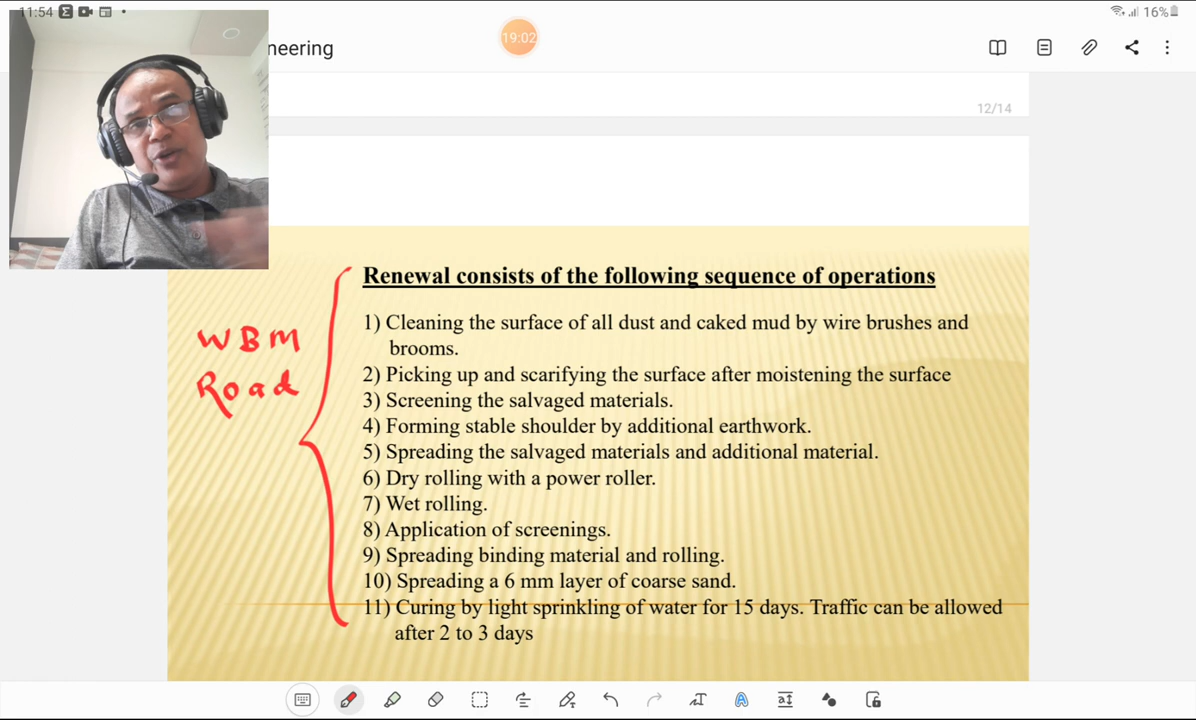 11:54
16%
neering
19:02
12/14
Renewal consists of the following sequence of operations
WBM
Road
1) Cleaning the surface of all dust and caked mud by wire brushes and
brooms.
2) Picking up and scarifying the surface after moistening the surface
3) Screening the salvaged materials.
4) Forming stable shoulder by additional earthwork.
5) Spreading the salvaged materials and additional material.
6) Dry rolling with a power roller.
7) Wet rolling.
8) Application of screenings.
9) Spreading binding material and rolling.
10) Spreading a 6 mm layer of coarse sand.
11) Curing by light sprinkling of water for 15 days. Traffic can be allowed
after 2 to 3 days